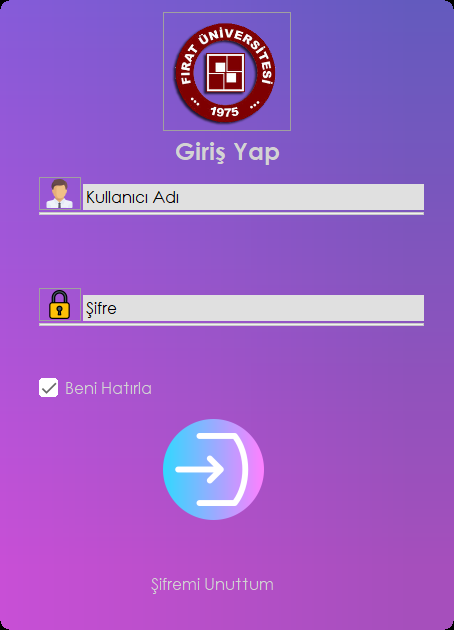 FIRAT ÜNİVERSİTESİ
1975
Giriş Yap
Kullanıcı Adı
Şifre
Beni Hatırla
Şifremi Unuttum